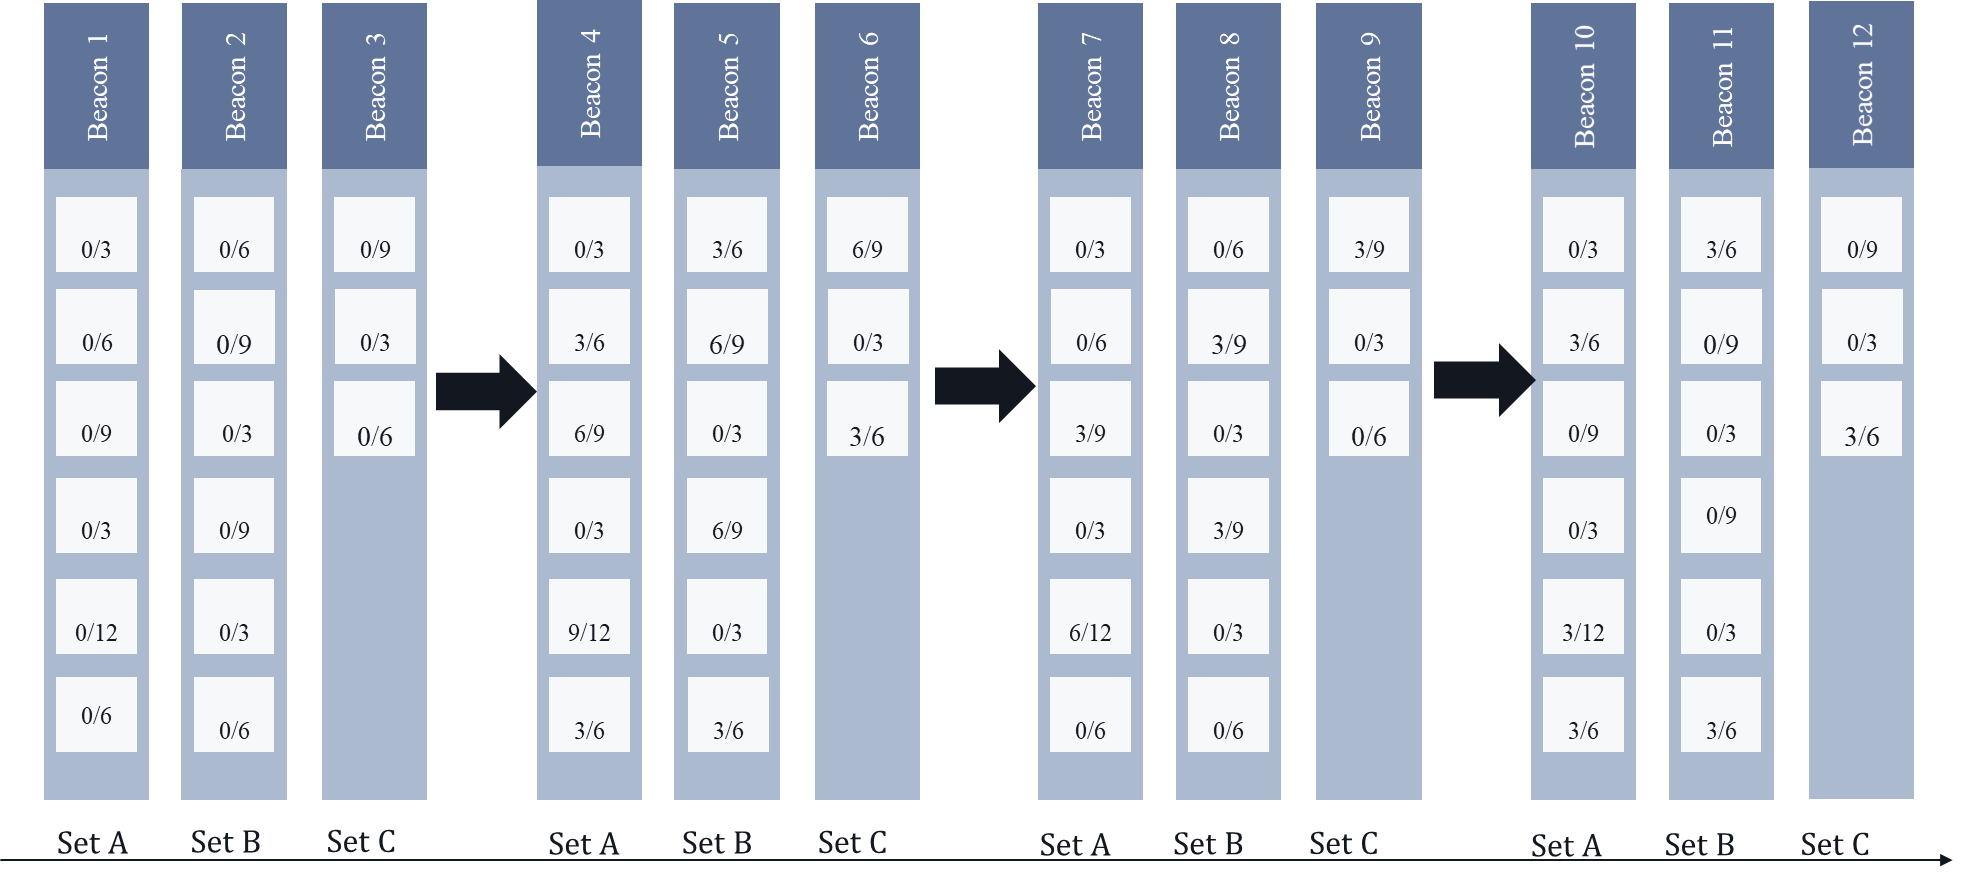 Beacon 1
Beacon 2
Beacon 3
Beacon 4
Beacon 5
Beacon 6
Beacon 7
Beacon 8
Beacon 9
Beacon 10
Beacon 11
Beacon 12
0/3 0/6 0/9 0/3 3/6 6/9 0/3 0/6 3/9 0/3 3/6 0/9
0/6 0/9 0/3 3/6 6/9 0/3 0/6 3/9 0/3 3/6 0/9 0/3
0/9 0/3 0/6 6/9 0/3 3/6 3/9 0/3 0/6 0/9 0/3 3/6
0/3 0/9 0/3 6/9 0/3 3/9 0/3 0/9
0/12 0/3 9/12 0/3 6/12 0/3 3/12 0/3
0/6 0/6 3/6 3/6 0/6 0/6 3/6 3/6
Set A Set B Set C Set A Set B Set C Set A Set B Set C Set A Set B Set C